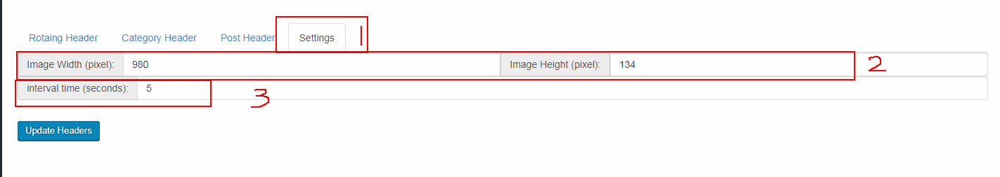 Rotaing Header Category Header Post Header Settings 1
Image Width (pixel): 980 Image Height (pixel): 134 2
interval time (seconds): 5 3
Update Headers